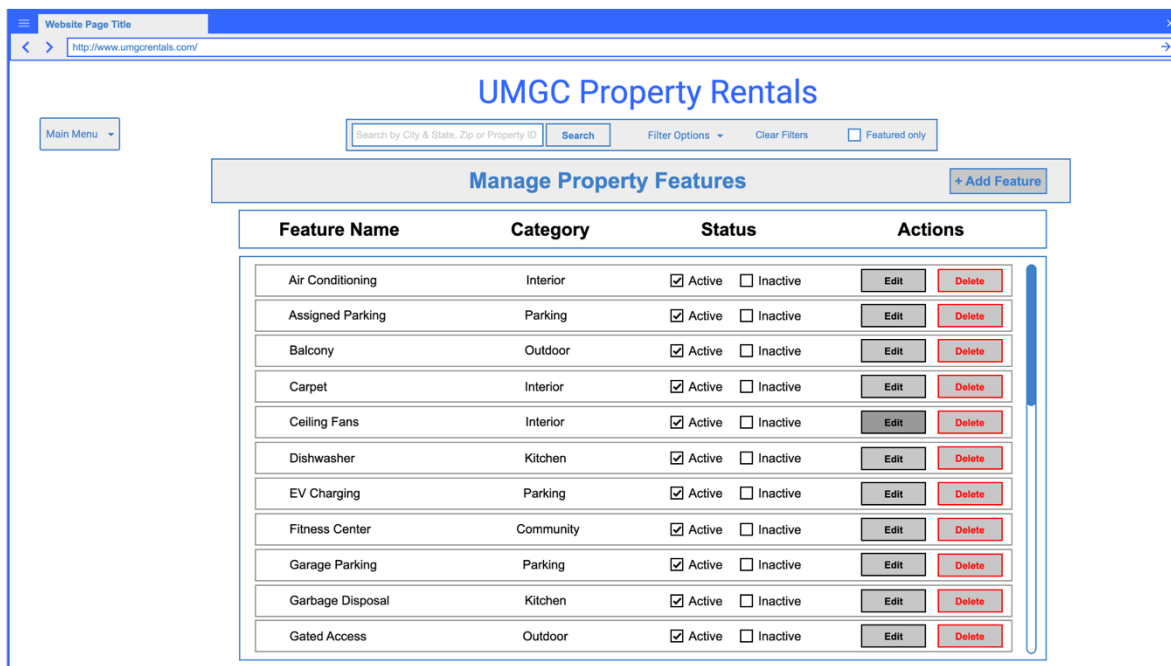 Website Page Title
http://www.umgcrentals.com/
UMGC Property Rentals
Main Menu Search by City & State, Zip or Property ID Search Filter Options Clear Filters Featured only
Manage Property Features + Add Feature
Feature Name Category Status Actions
Air Conditioning Interior Active Inactive Edit Delete
Assigned Parking Parking Active Inactive Edit Delete
Balcony Outdoor Active Inactive Edit Delete
Carpet Interior Active Inactive Edit Delete
Ceiling Fans Interior Active Inactive Edit Delete
Dishwasher Kitchen Active Inactive Edit Delete
EV Charging Parking Active Inactive Edit Delete
Fitness Center Community Active Inactive Edit Delete
Garage Parking Parking Active Inactive Edit Delete
Garbage Disposal Kitchen Active Inactive Edit Delete
Gated Access Outdoor Active Inactive Edit Delete